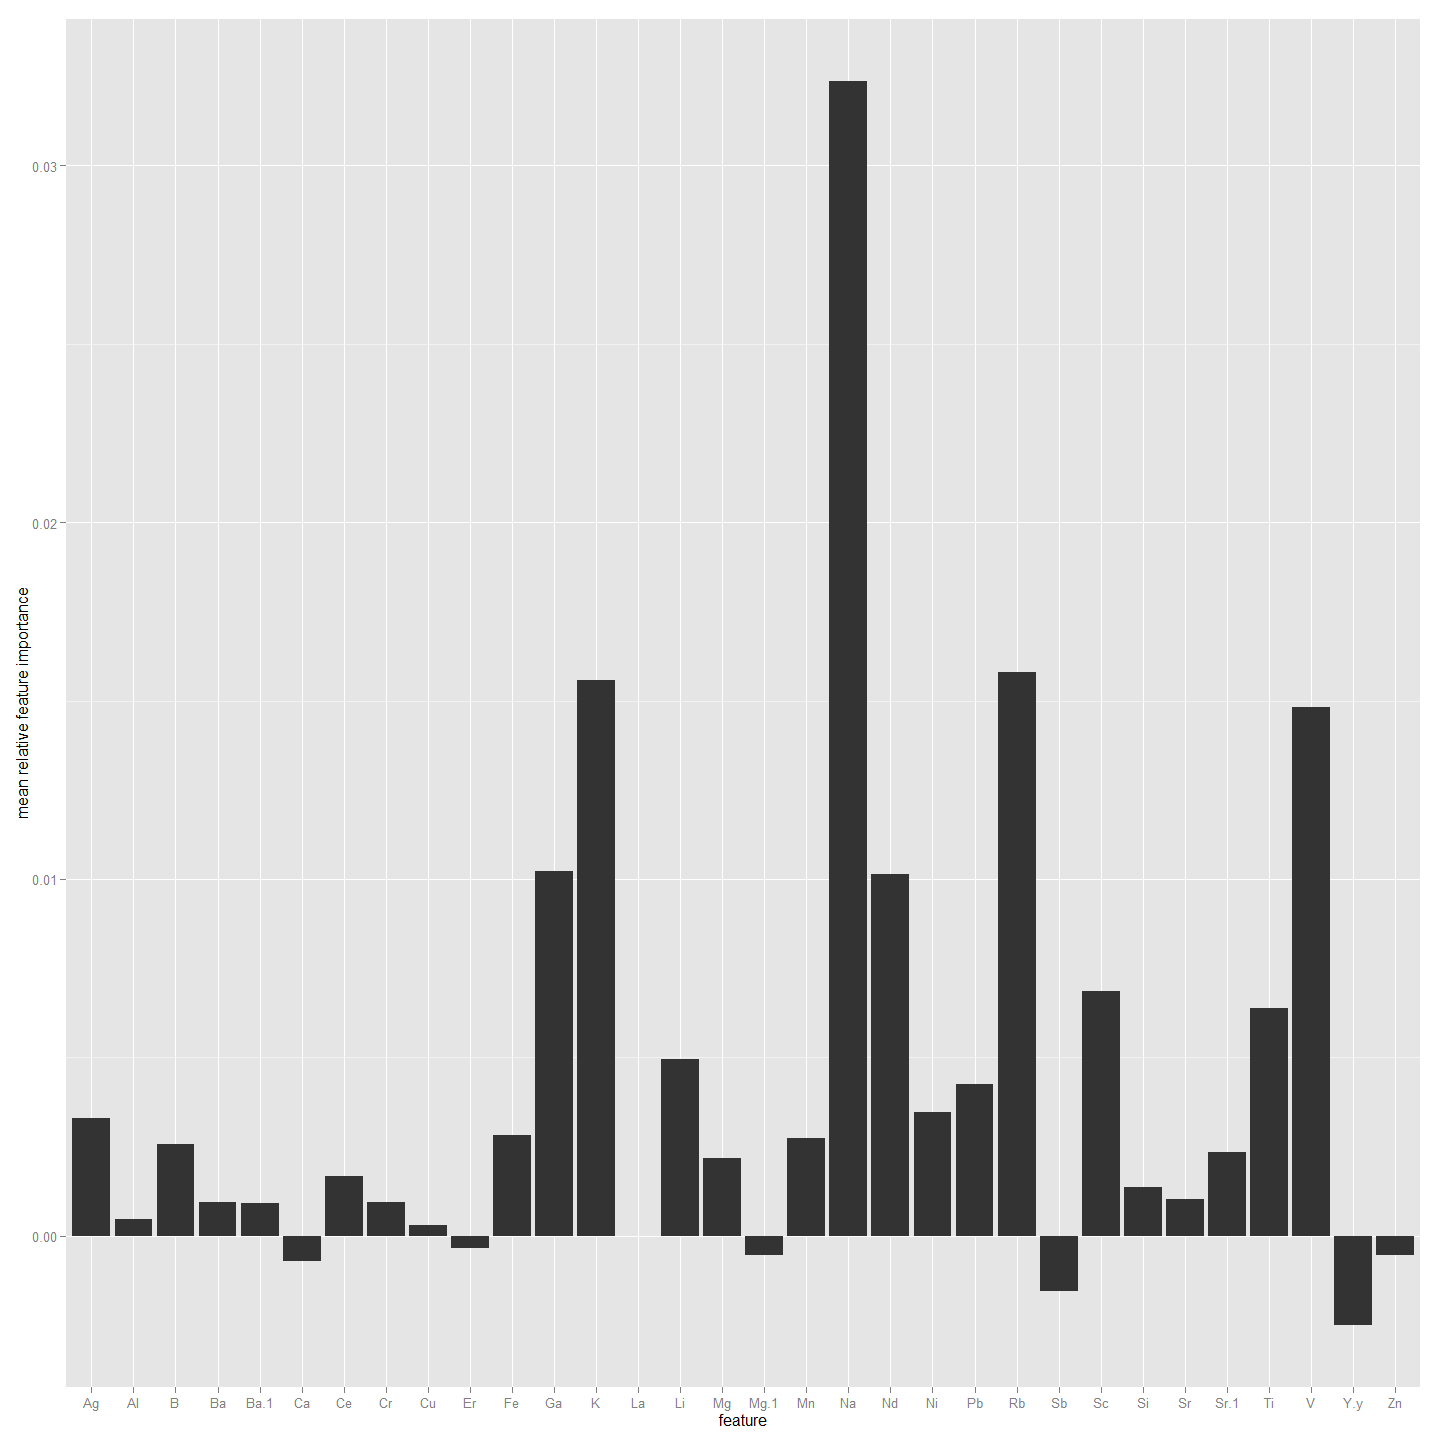 0.03
0.02
0.01
0.00
mean relative feature importance
Ag Al B Ba Ba.1 Ca Ce Cr Cu Er Fe Ga K La Li Mg Mg.1 Mn Na Nd Ni Pb Rb Sb Sc Si Sr Sr.1 Ti V Y.y Zn
feature